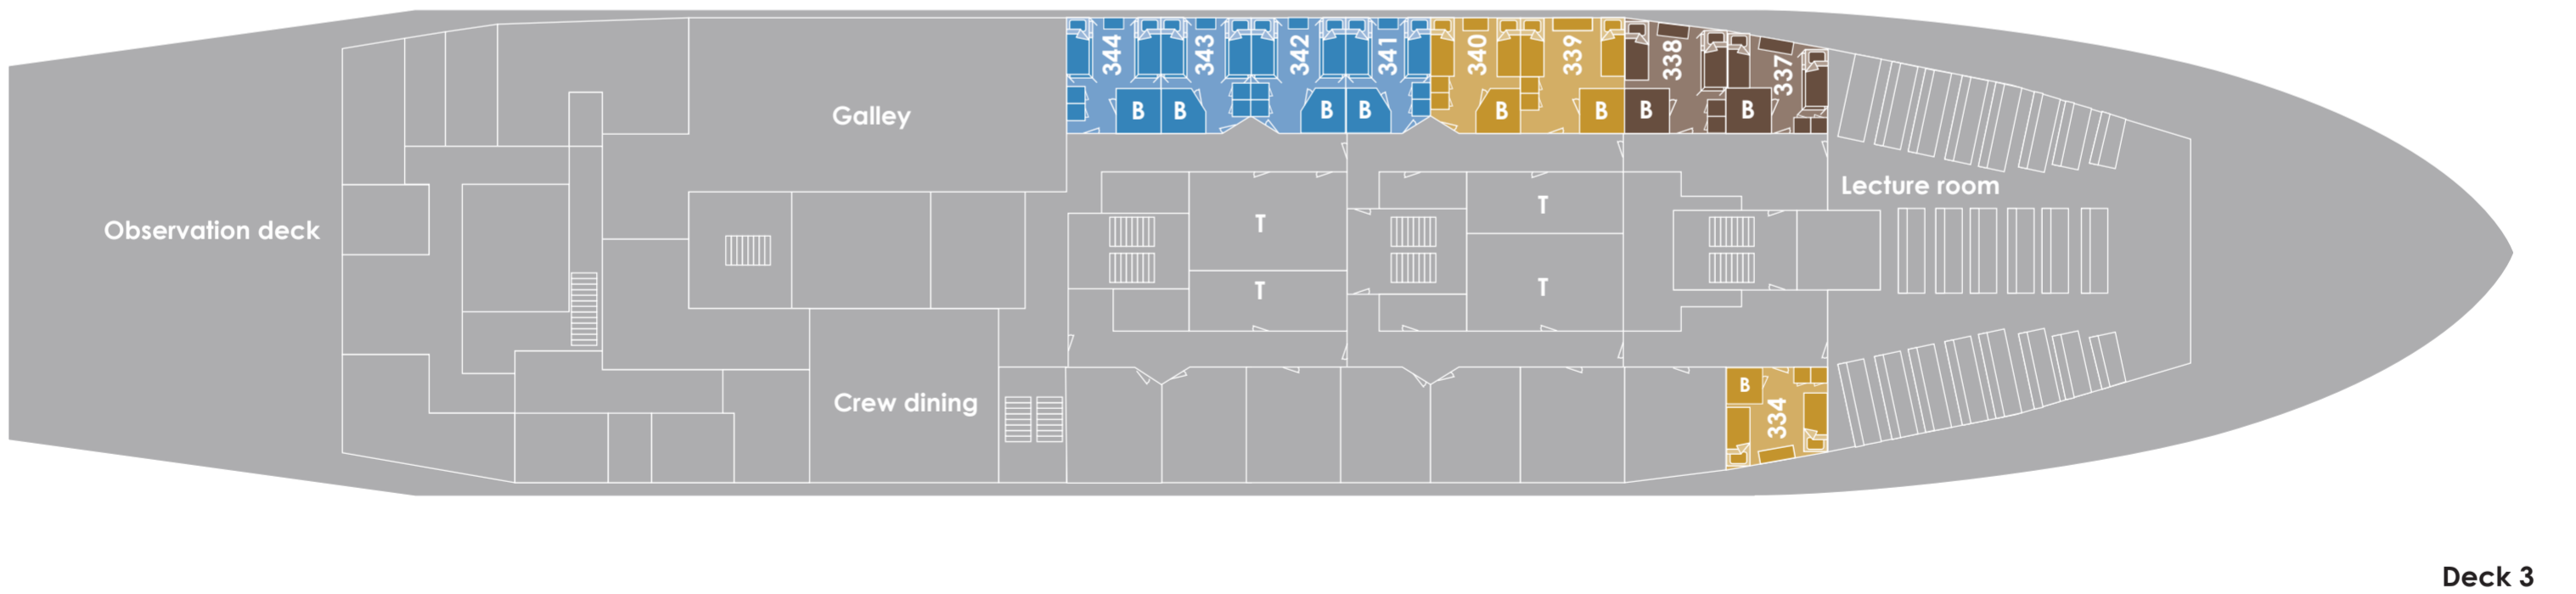 344
343
342
341
340
339
338
337
B
B
B
B
B
B
B
B
Galley
Lecture room
T
T
Observation deck
T
T
B
Crew dining
334
Deck 3